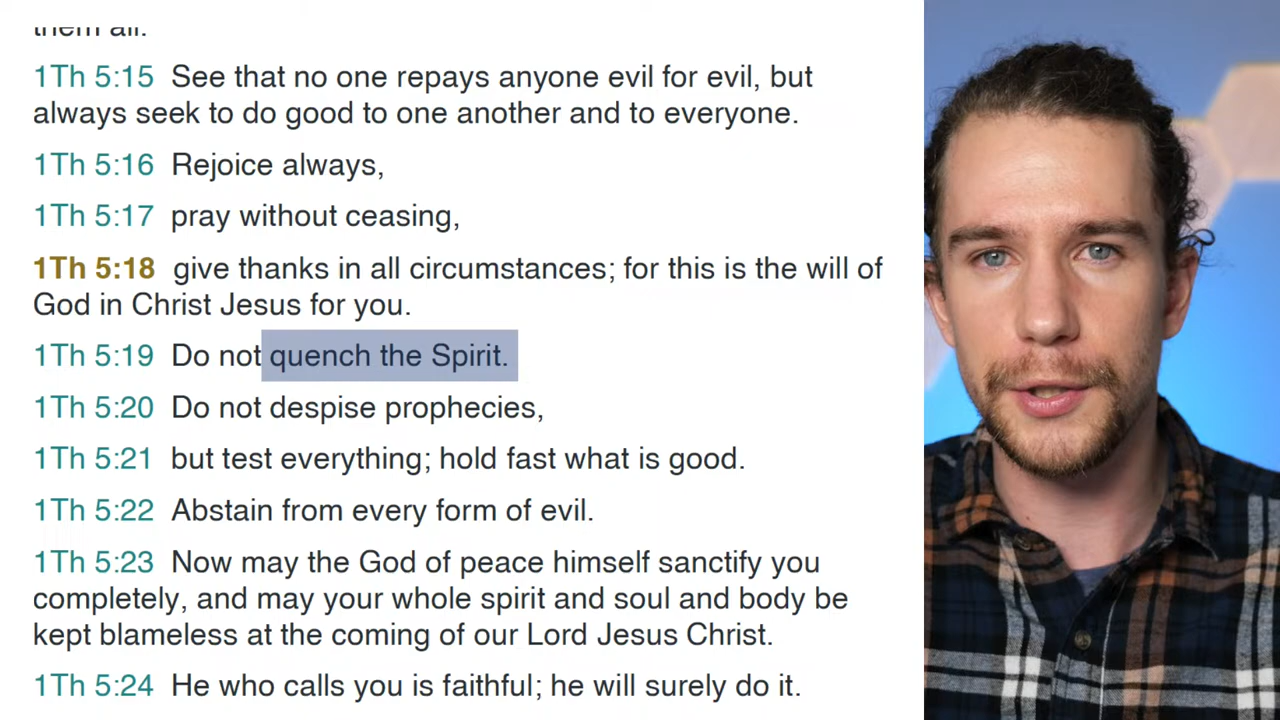 them all.
1Th 5:15 See that no one repays anyone evil for evil, but
always seek to do good to one another and to everyone.
1Th 5:16 Rejoice always,
1Th 5:17 pray without ceasing,
1Th 5:18 give thanks in all circumstances; for this is the will of
God in Christ Jesus for you.
1Th 5:19 Do not quench the Spirit.
1Th 5:20 Do not despise prophecies,
1Th 5:21 but test everything; hold fast what is good.
1Th 5:22 Abstain from every form of evil.
1Th 5:23 Now may the God of peace himself sanctify you
completely, and may your whole spirit and soul and body be
kept blameless at the coming of our Lord Jesus Christ.
1Th 5:24 He who calls you is faithful; he will surely do it.